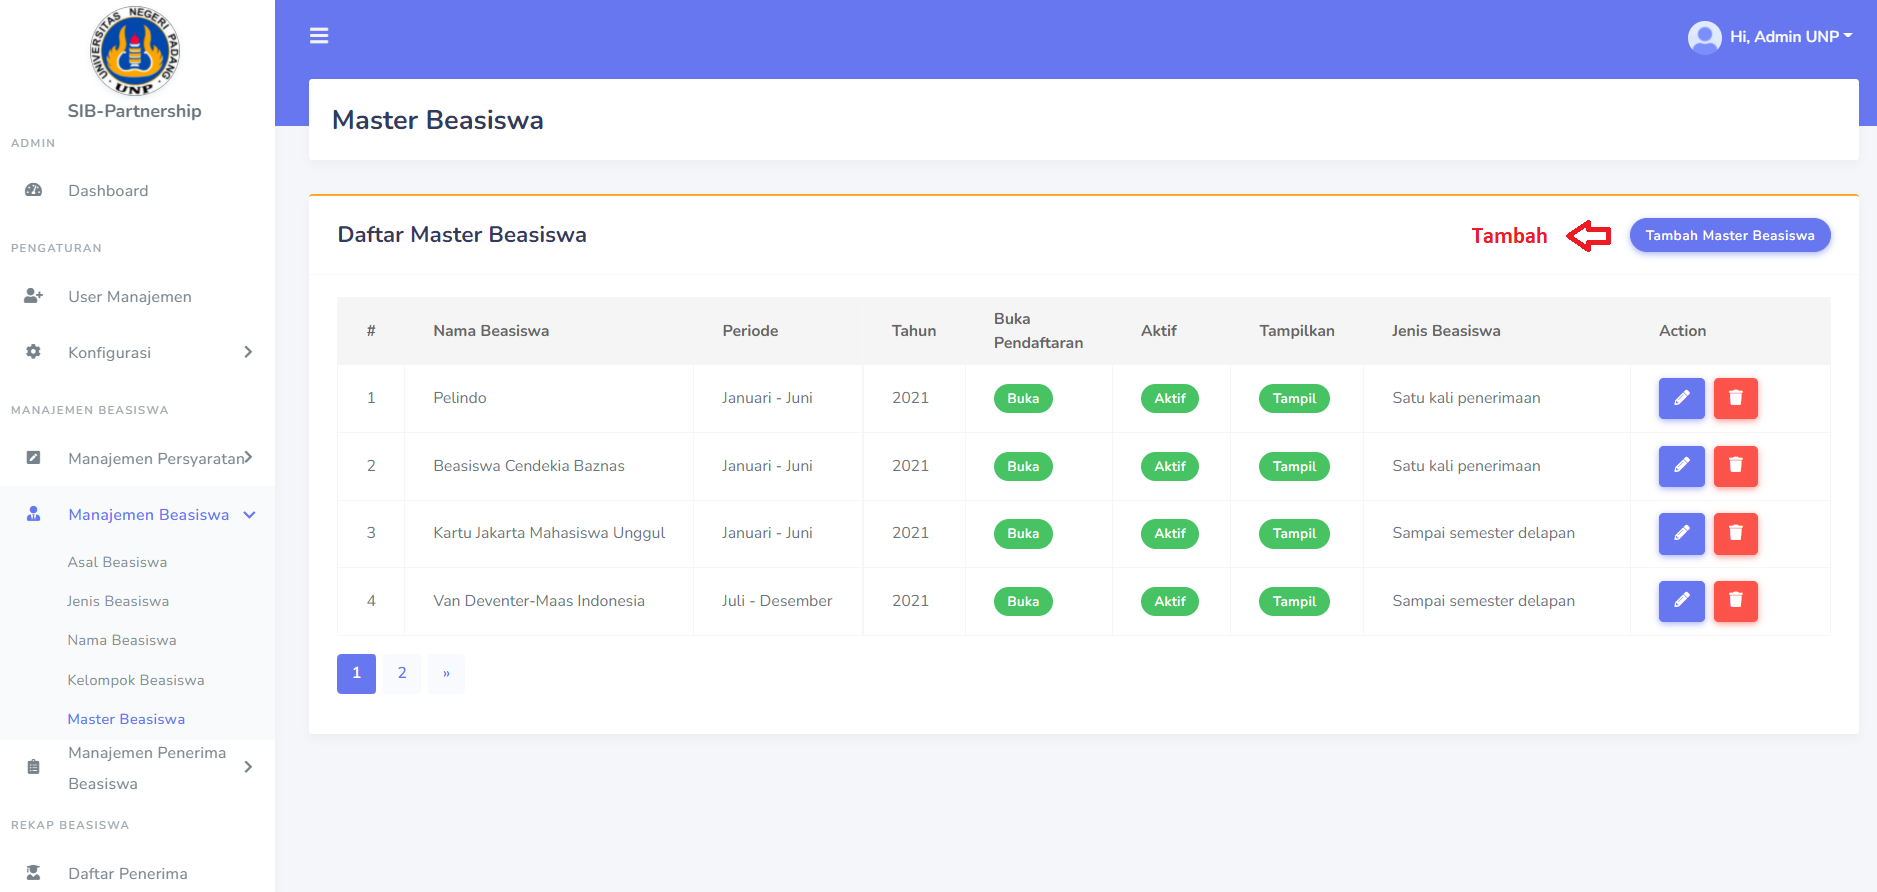 UNIVERSITAS NEGERI PADANG
UNP
SIB-Partnership
ADMIN
Dashboard
PENGATURAN
User Manajemen
Konfigurasi
MANAJEMEN BEASISWA
Manajemen Persyaratan
Manajemen Beasiswa
Asal Beasiswa
Jenis Beasiswa
Nama Beasiswa
Kelompok Beasiswa
Master Beasiswa
Manajemen Penerima
Beasiswa
REKAP BEASISWA
Daftar Penerima
Hi, Admin UNP
Master Beasiswa
Daftar Master Beasiswa
Tambah
Tambah Master Beasiswa
# Nama Beasiswa Periode Tahun Buka Pendaftaran Aktif Tampilkan Jenis Beasiswa Action
1 Pelindo Januari - Juni 2021 Buka Aktif Tampil Satu kali penerimaan
2 Beasiswa Cendekia Baznas Januari - Juni 2021 Buka Aktif Tampil Satu kali penerimaan
3 Kartu Jakarta Mahasiswa Unggul Januari - Juni 2021 Buka Aktif Tampil Sampai semester delapan
4 Van Deventer-Maas Indonesia Juli - Desember 2021 Buka Aktif Tampil Sampai semester delapan
1 2 »